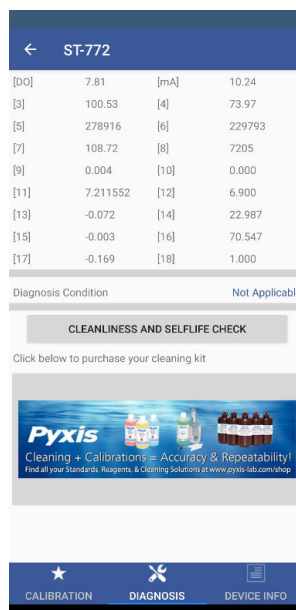 ST-772
[DO] 7.81 [mA] 10.24
[3] 100.53 [4] 73.97
[5] 278916 [6] 229793
[7] 108.72 [8] 7205
[9] 0.004 [10] 0.000
[11] 7.211552 [12] 6.900
[13] -0.072 [14] 22.987
[15] -0.003 [16] 70.547
[17] -0.169 [18] 1.000
Diagnosis Condition Not Applicabl
CLEANLINESS AND SELFLIFE CHECK
Click below to purchase your cleaning kit
Pyxis
Cleaning + Calibrations = Accuracy & Repeatability!
Find all your Standards, Reagents, & Cleaning Solutions at www.pyxis-lab.com/shop
CALIBRATION DIAGNOSIS DEVICE INFO